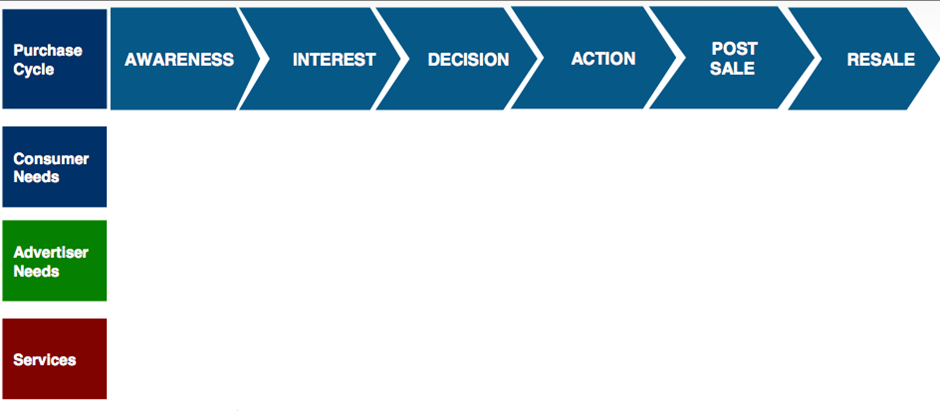 Purchase
Cycle
AWARENESS
INTEREST
DECISION
ACTION
POST
SALE
RESALE
Consumer
Needs
Advertiser
Needs
Services